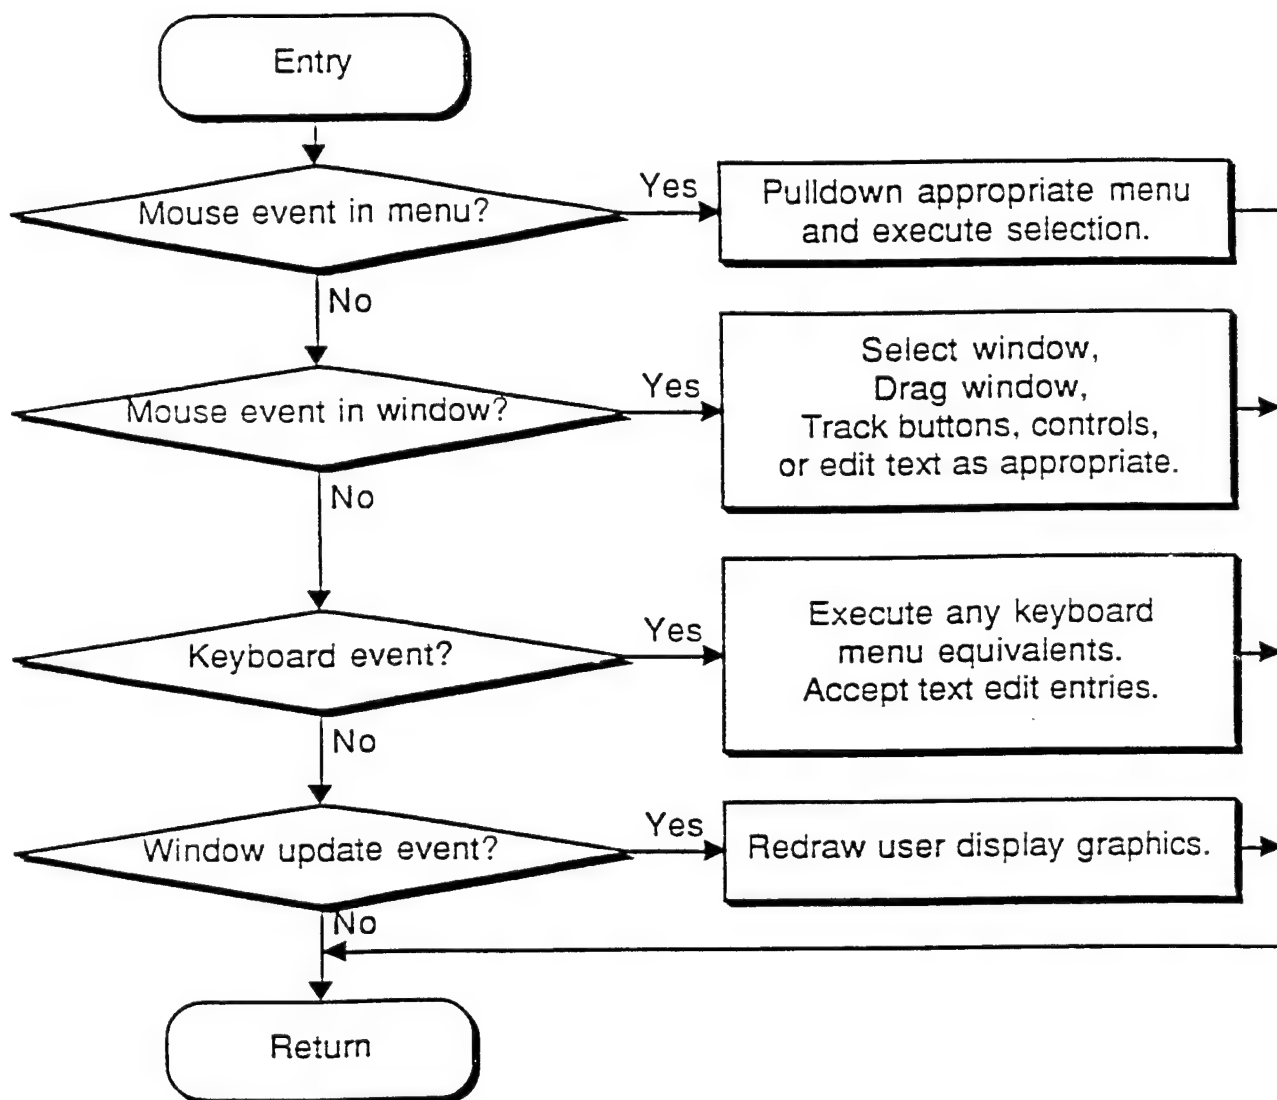 Entry
Mouse event in menu?
Yes
Pulldown appropriate menu
and execute selection.
No
Mouse event in window?
Yes
Select window,
Drag window,
Track buttons, controls,
or edit text as appropriate.
No
Keyboard event?
Yes
Execute any keyboard
menu equivalents.
Accept text edit entries.
No
Window update event?
Yes
Redraw user display graphics.
No
Return